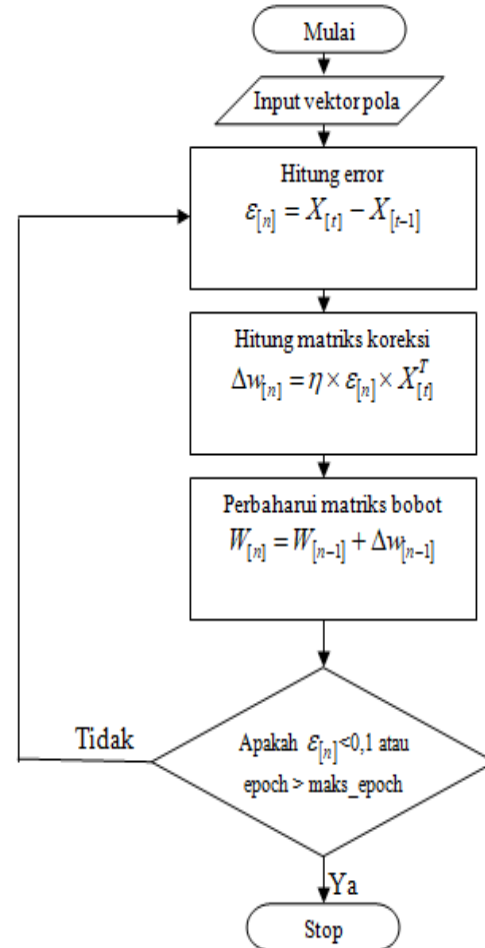 Mulai
Input vektor pola
Hitung error
ε[n] = X[t] − X[t−1]
Hitung matriks koreksi
Δw[n] = η × ε[n] × X[t]^T
Perbaharui matriks bobot
W[n] = W[n−1] + Δw[n−1]
Tidak
Apakah ε[n]<0,1 atau
epoch > maks_epoch
Ya
Stop